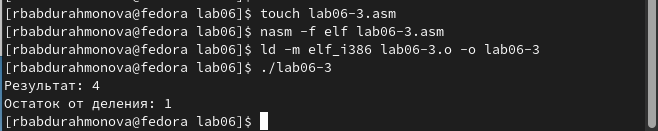 [rbabdurahmonova@fedora lab06]$ touch lab06-3.asm
[rbabdurahmonova@fedora lab06]$ nasm -f elf lab06-3.asm
[rbabdurahmonova@fedora lab06]$ ld -m elf_i386 lab06-3.o -o lab06-3
[rbabdurahmonova@fedora lab06]$ ./lab06-3
Результат: 4
Остаток от деления: 1
[rbabdurahmonova@fedora lab06]$